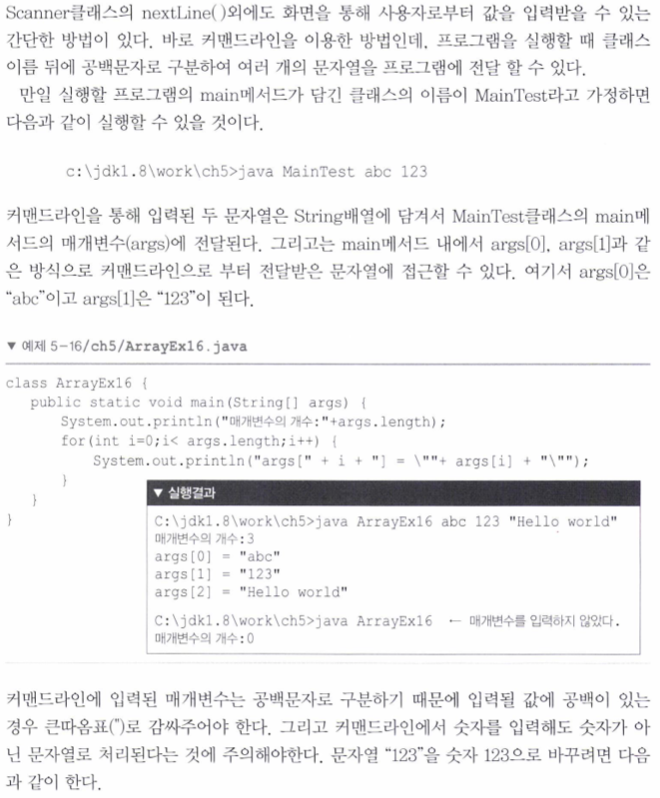 Scanner클래스의 nextLine( )외에도 화면을 통해 사용자로부터 값을 입력받을 수 있는
간단한 방법이 있다. 바로 커맨드라인을 이용한 방법인데, 프로그램을 실행할 때 클래스
이름 뒤에 공백문자로 구분하여 여러 개의 문자열을 프로그램에 전달 할 수 있다.
만일 실행할 프로그램의 main메서드가 담긴 클래스의 이름이 MainTest라고 가정하면
다음과 같이 실행할 수 있을 것이다.
c:\jdk1.8\work\ch5>java MainTest abc 123
커맨드라인을 통해 입력된 두 문자열은 String배열에 담겨서 MainTest클래스의 main메
서드의 매개변수(args)에 전달된다. 그리고는 main메서드 내에서 args[0], args[1]과 같
은 방식으로 커맨드라인으로 부터 전달받은 문자열에 접근할 수 있다. 여기서 args[0]은
“abc”이고 args[1]은 “123”이 된다.
▼ 예제 5-16/ch5/ArrayEx16.java
class ArrayEx16 {
public static void main(String[] args) {
System.out.println("매개변수의 개수:"+args.length);
for(int i=0;i< args.length;i++) {
System.out.println("args[" + i + "] = \""+ args[i] + "\"");
}
}
}
▼ 실행결과
C:\jdk1.8\work\ch5>java ArrayEx16 abc 123 "Hello world"
매개변수의 개수:3
args[0] = "abc"
args[1] = "123"
args[2] = "Hello world"
C:\jdk1.8\work\ch5>java ArrayEx16 ← 매개변수를 입력하지 않았다.
매개변수의 개수:0
커맨드라인에 입력된 매개변수는 공백문자로 구분하기 때문에 입력될 값에 공백이 있는
경우 큰따옴표(")로 감싸주어야 한다. 그리고 커맨드라인에서 숫자를 입력해도 숫자가 아
닌 문자열로 처리된다는 것에 주의해야한다. 문자열 “123”을 숫자 123으로 바꾸려면 다음
과 같이 한다.